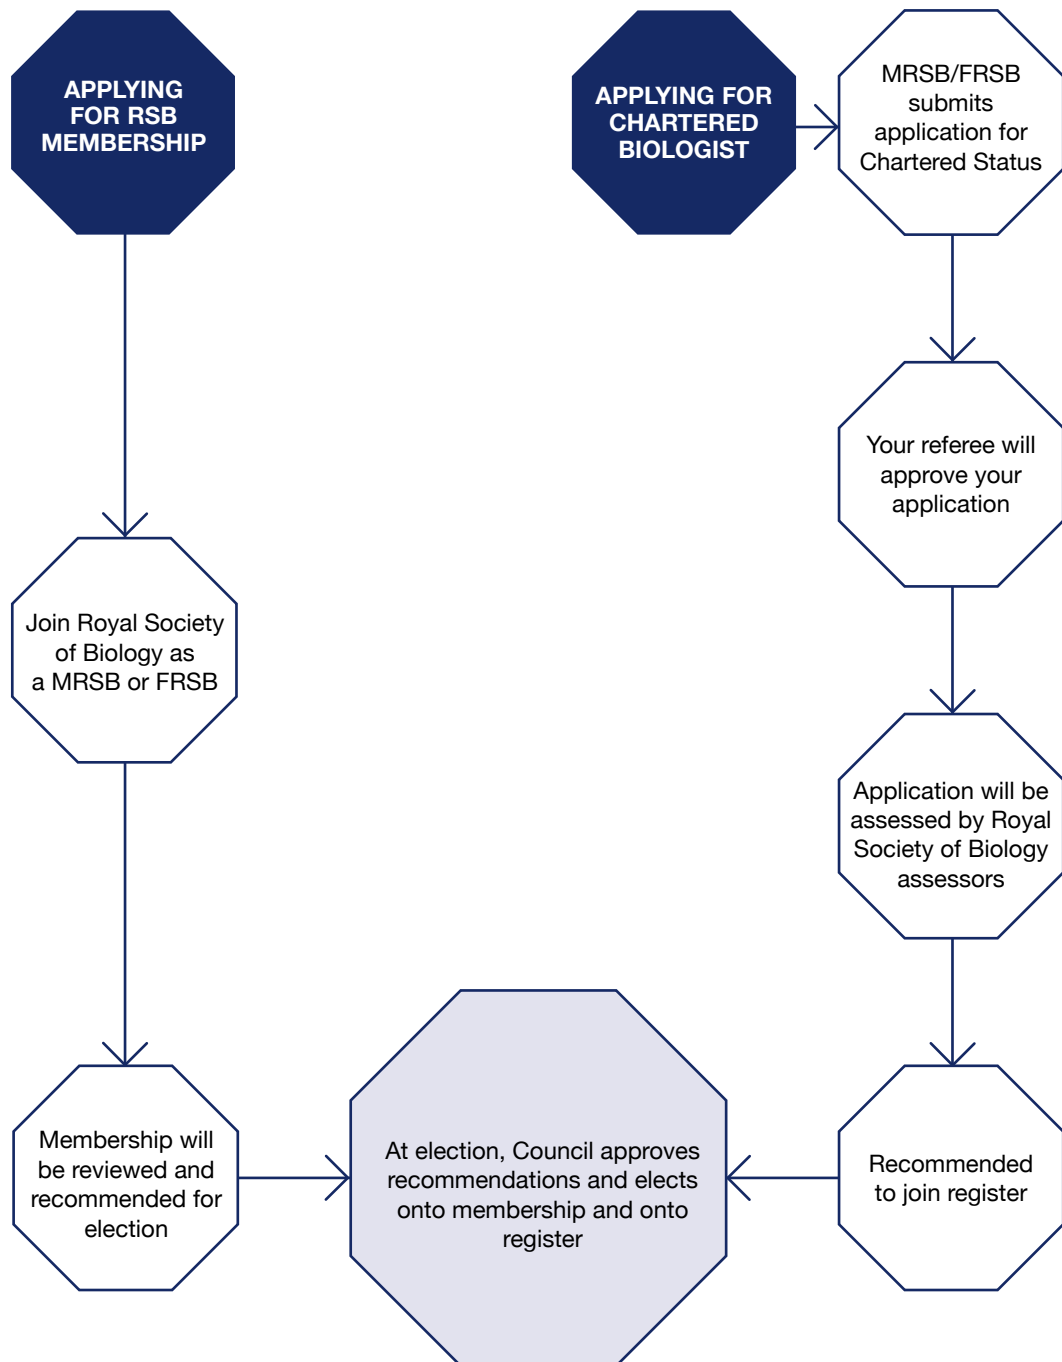 APPLYING
FOR RSB
MEMBERSHIP
Join Royal Society
of Biology as
a MRSB or FRSB
Membership will
be reviewed and
recommended for
election
APPLYING FOR
CHARTERED
BIOLOGIST
MRSB/FRSB
submits
application for
Chartered Status
Your referee will
approve your
application
Application will be
assessed by Royal
Society of Biology
assessors
Recommended
to join register
At election, Council approves
recommendations and elects
onto membership and onto
register